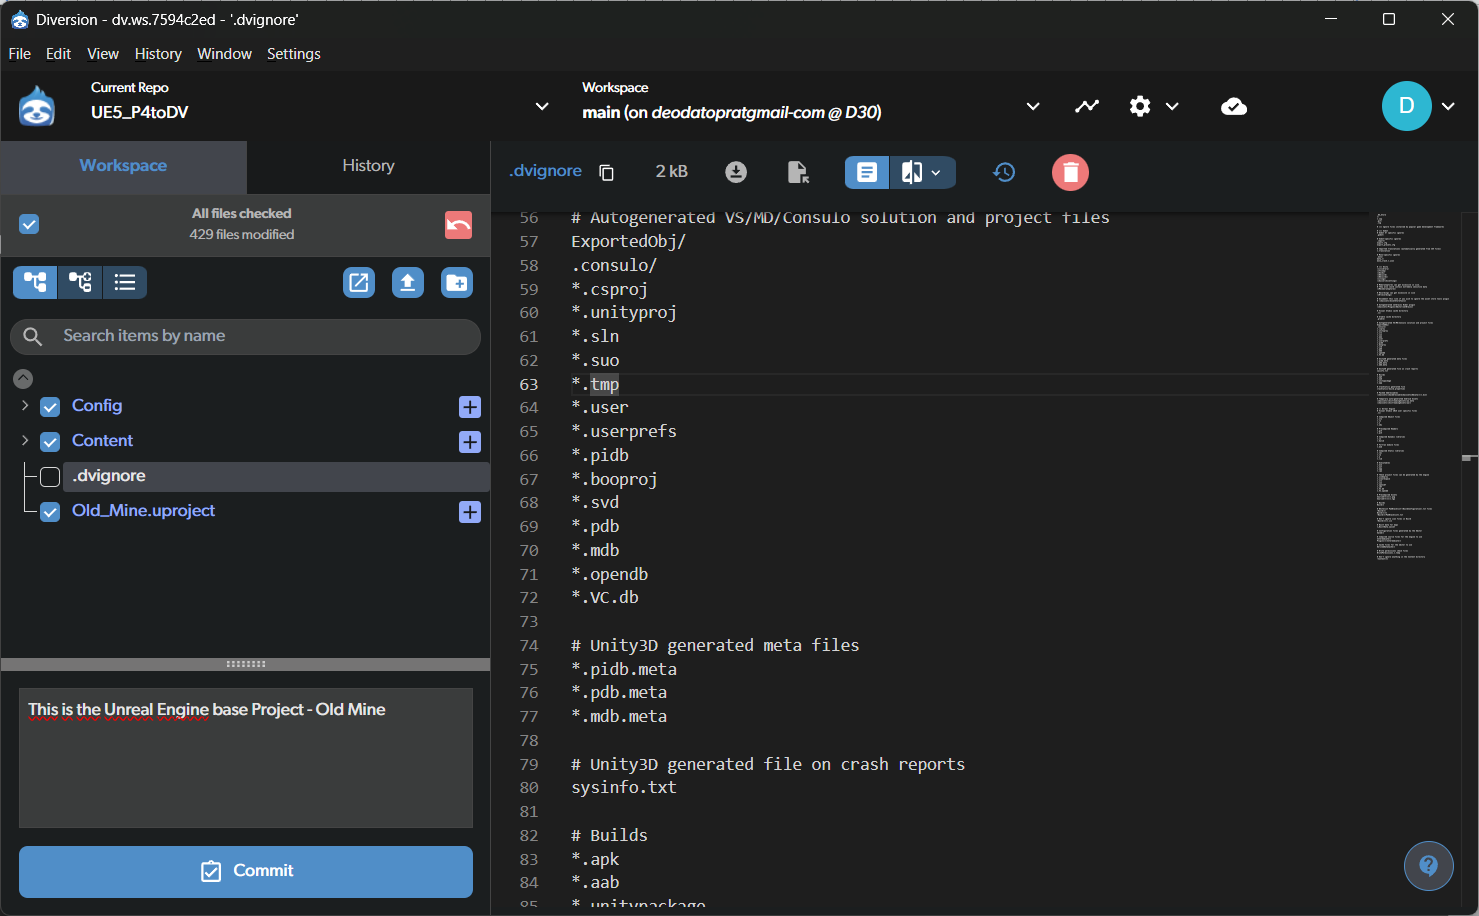 Diversion - dv.ws.7594c2ed - '.dvignore'
File Edit View History Window Settings
Current Repo
UE5_P4toDV
Workspace
main (on deodatopratgmail-com @ D30)
D
Workspace
History
.dvignore
2 kB
All files checked
429 files modified
Search items by name
Config
Content
.dvignore
Old_Mine.uproject
This is the Unreal Engine base Project - Old Mine
Commit
56 # Autogenerated VS/MD/Consulo solution and project files
57 ExportedObj/
58 .consulo/
59 *.csproj
60 *.unityproj
61 *.sln
62 *.suo
63 *.tmp
64 *.user
65 *.userprefs
66 *.pidb
67 *.booproj
68 *.svd
69 *.pdb
70 *.mdb
71 *.opendb
72 *.VC.db
73
74 # Unity3D generated meta files
75 *.pidb.meta
76 *.pdb.meta
77 *.mdb.meta
78
79 # Unity3D generated file on crash reports
80 sysinfo.txt
81
82 # Builds
83 *.apk
84 *.aab
85 *.unitypackage